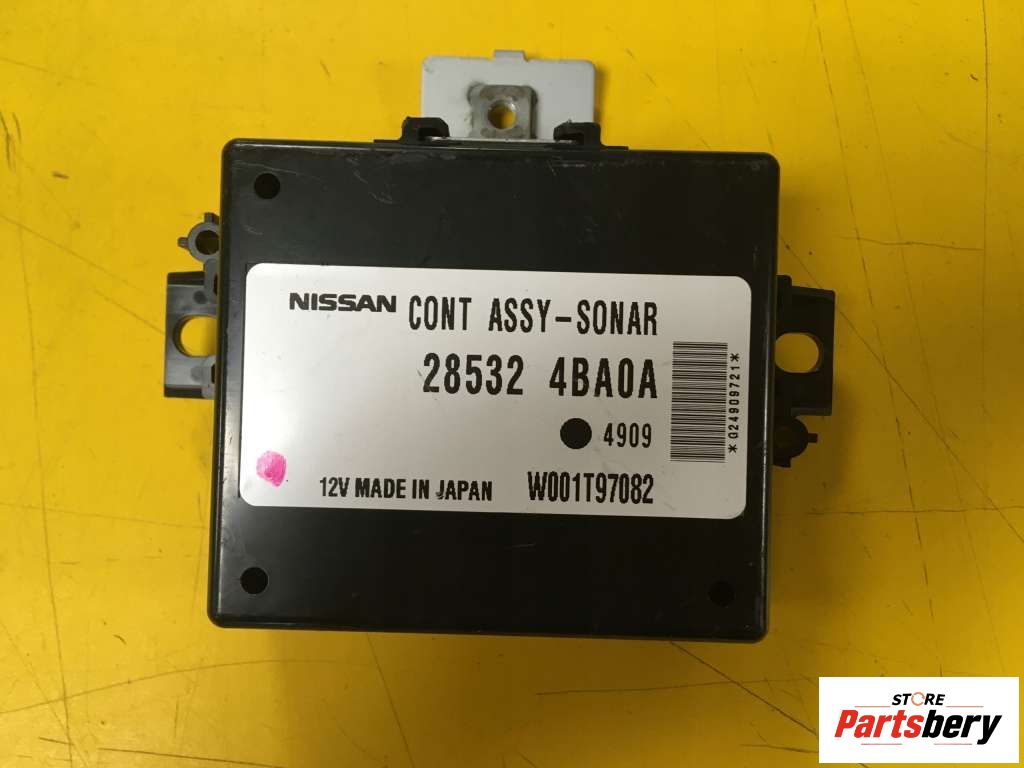 NISSAN CONT ASSY-SONAR
28532 4BA0A
4909
12V MADE IN JAPAN W001T97082
*024909721*
STORE
Partsbery